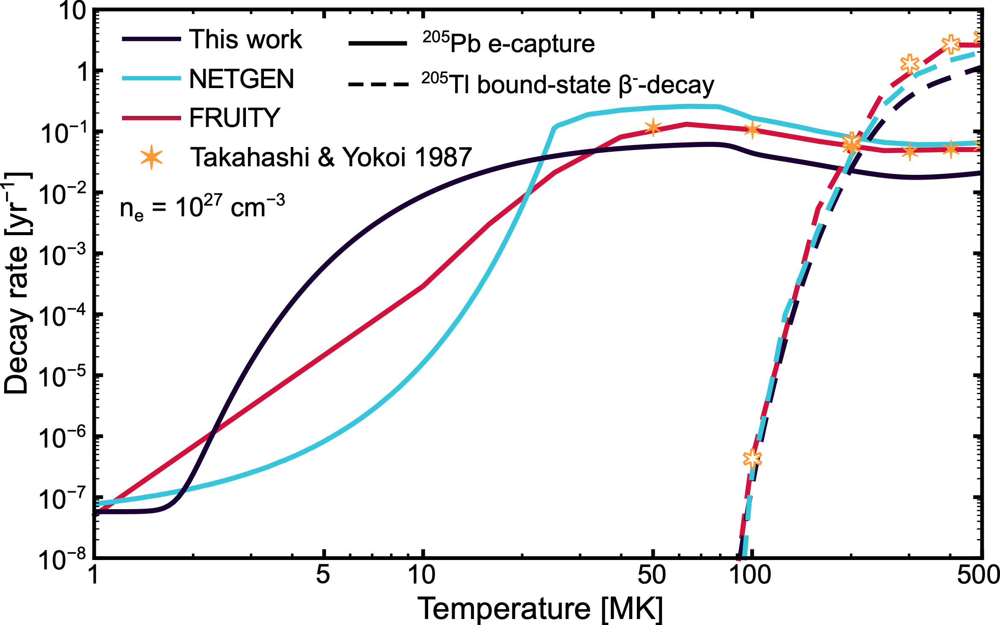 10
1
10⁻¹
10⁻²
10⁻³
10⁻⁴
10⁻⁵
10⁻⁶
10⁻⁷
10⁻⁸
Decay rate [yr⁻¹]
This work
NETGEN
FRUITY
Takahashi & Yokoi 1987
²⁰⁵Pb e-capture
²⁰⁵Tl bound-state β⁻-decay
nₑ = 10²⁷ cm⁻³
1 5 10 50 100 500
Temperature [MK]